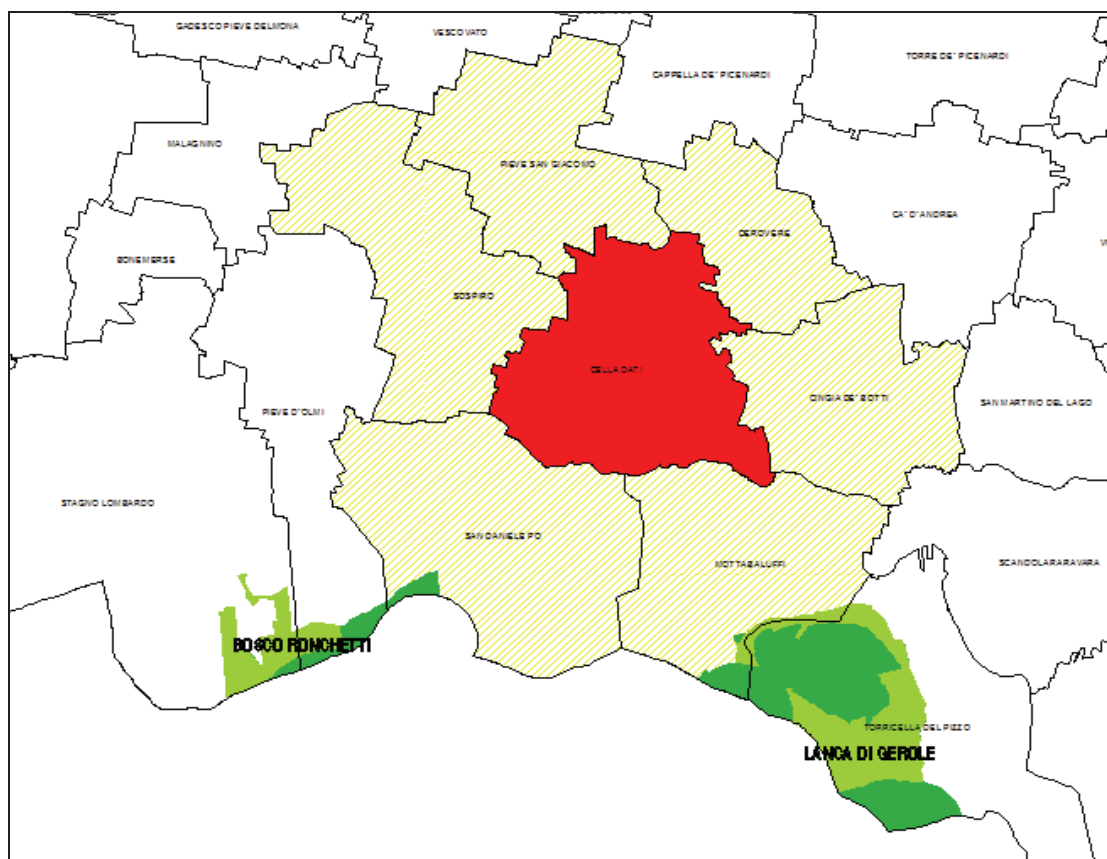 GADESCO PIEVE DELMONA
VESCOVATO
TORRE DE' PICENARDI
CAPPELLA DE' PICENARDI
MALAGNINO
PIEVE SAN GIACOMO
CA' D'ANDREA
DEROVERE
BONEMERSE
SOSPIRO
CELLA DATI
CINGIA DE' BOTTI
SAN MARTINO DEL LAGO
PIEVE D'OLMI
STAGNO LOMBARDO
SAN DANIELE PO
MOTTA BALUFFI
SCANDOLARA RAVARA
BOSCO RONCHETTI
TORRICELLA DEL PIZZO
LANCA DI GEROLE